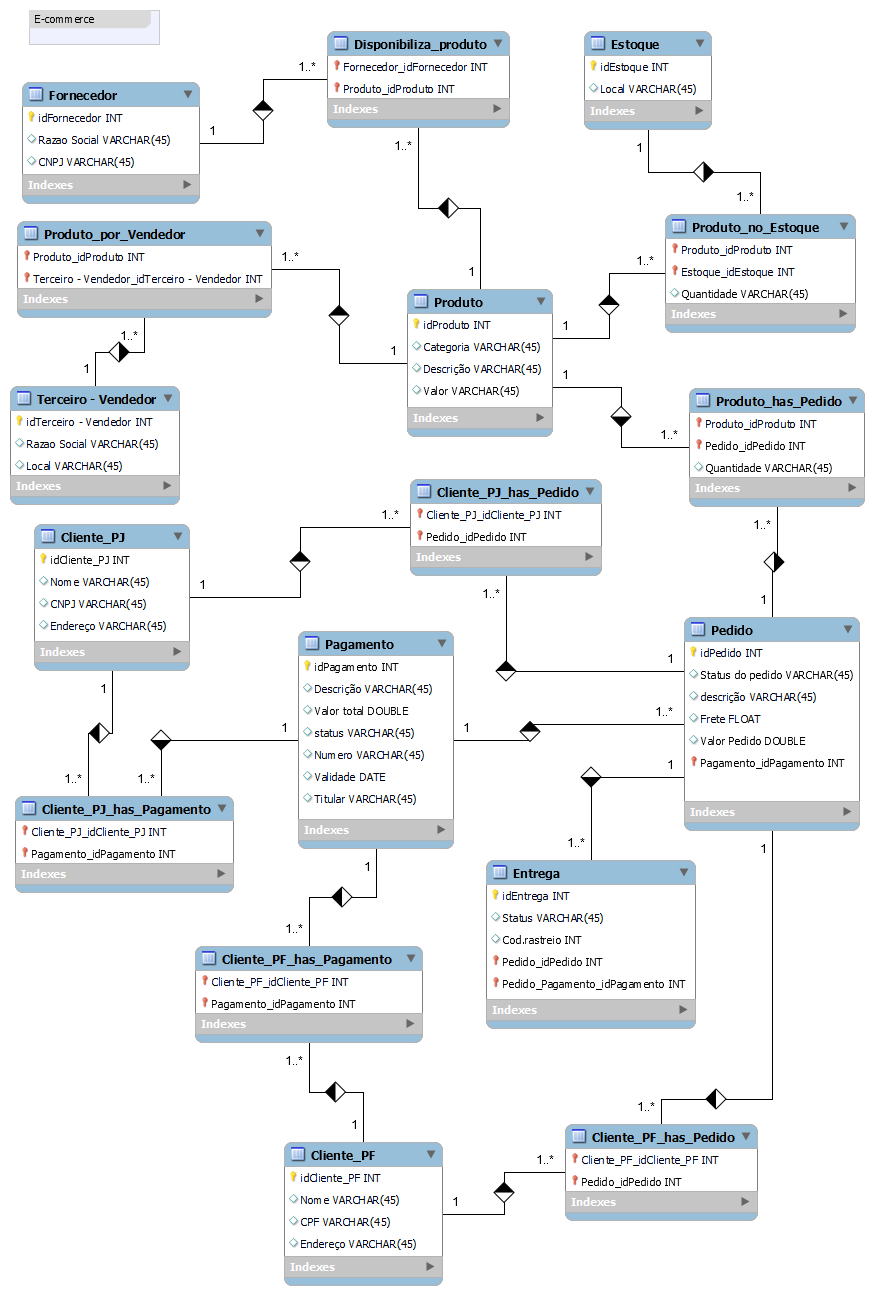 E-commerce
Disponibiliza_produto
Fornecedor_idFornecedor INT
Produto_idProduto INT
Indexes
Estoque
idEstoque INT
Local VARCHAR(45)
Indexes
Fornecedor
idFornecedor INT
Razao Social VARCHAR(45)
CNPJ VARCHAR(45)
Indexes
1
1..*
1..*
1
1
1..*
Produto_por_Vendedor
Produto_idProduto INT
Terceiro - Vendedor_idTerceiro - Vendedor INT
Indexes
1..*
1
1..*
1
Produto_no_Estoque
Produto_idProduto INT
Estoque_idEstoque INT
Quantidade VARCHAR(45)
Indexes
1..*
1
Produto
idProduto INT
Categoria VARCHAR(45)
Descrição VARCHAR(45)
Valor VARCHAR(45)
Indexes
1
1..*
Terceiro - Vendedor
idTerceiro - Vendedor INT
Razao Social VARCHAR(45)
Local VARCHAR(45)
Indexes
Produto_has_Pedido
Produto_idProduto INT
Pedido_idPedido INT
Quantidade VARCHAR(45)
Indexes
1..*
1
Cliente_PJ_has_Pedido
Cliente_PJ_idCliente_PJ INT
Pedido_idPedido INT
Indexes
1..*
1
1..*
1
Cliente_PJ
idCliente_PJ INT
Nome VARCHAR(45)
CNPJ VARCHAR(45)
Endereço VARCHAR(45)
Indexes
1
1..*
Pagamento
idPagamento INT
Descrição VARCHAR(45)
Valor total DOUBLE
status VARCHAR(45)
Numero VARCHAR(45)
Validade DATE
Titular VARCHAR(45)
Indexes
1
1..*
1
1..*
Pedido
idPedido INT
Status do pedido VARCHAR(45)
descrição VARCHAR(45)
Frete FLOAT
Valor Pedido DOUBLE
Pagamento_idPagamento INT
Indexes
1
1..*
Cliente_PJ_has_Pagamento
Cliente_PJ_idCliente_PJ INT
Pagamento_idPagamento INT
Indexes
1
1..*
Entrega
idEntrega INT
Status VARCHAR(45)
Cod.rastreio INT
Pedido_idPedido INT
Pedido_Pagamento_idPagamento INT
Indexes
1
1..*
Cliente_PF_has_Pagamento
Cliente_PF_idCliente_PF INT
Pagamento_idPagamento INT
Indexes
1..*
1
Cliente_PF_has_Pedido
Cliente_PF_idCliente_PF INT
Pedido_idPedido INT
Indexes
1..*
1
Cliente_PF
idCliente_PF INT
Nome VARCHAR(45)
CPF VARCHAR(45)
Endereço VARCHAR(45)
Indexes